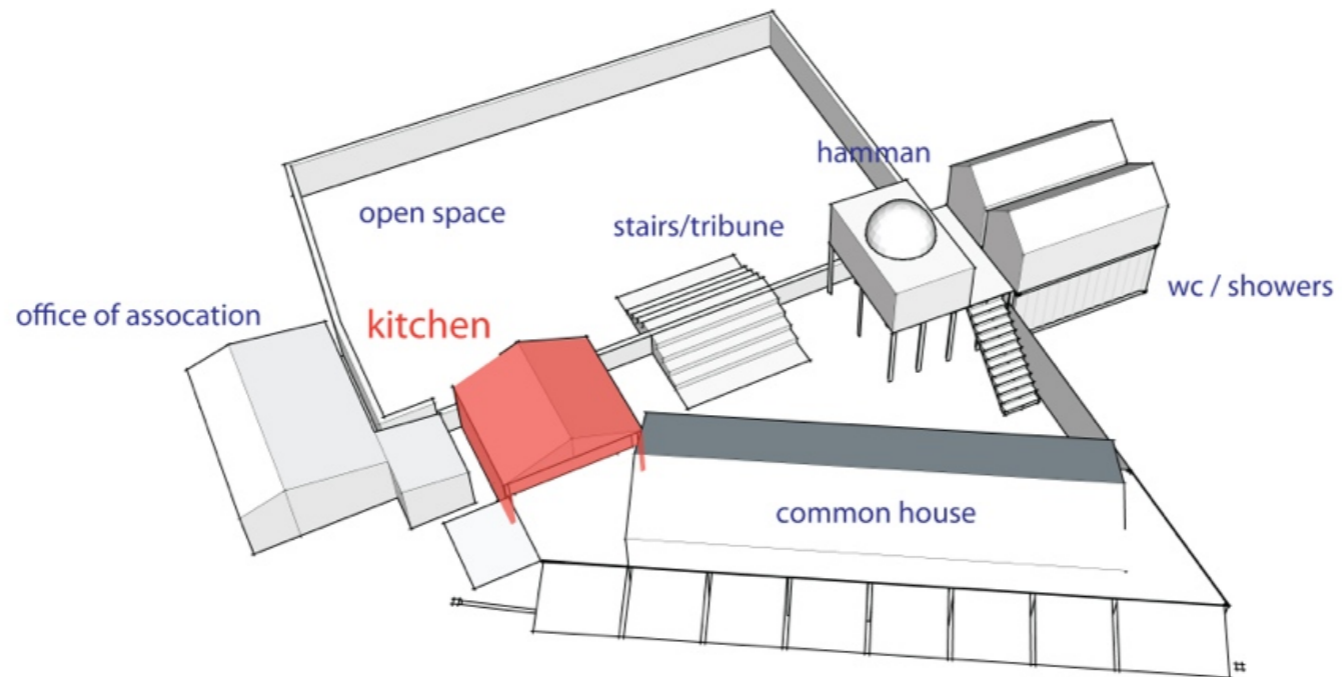 hamman
open space
stairs/tribune
wc / showers
office of assocation
kitchen
common house